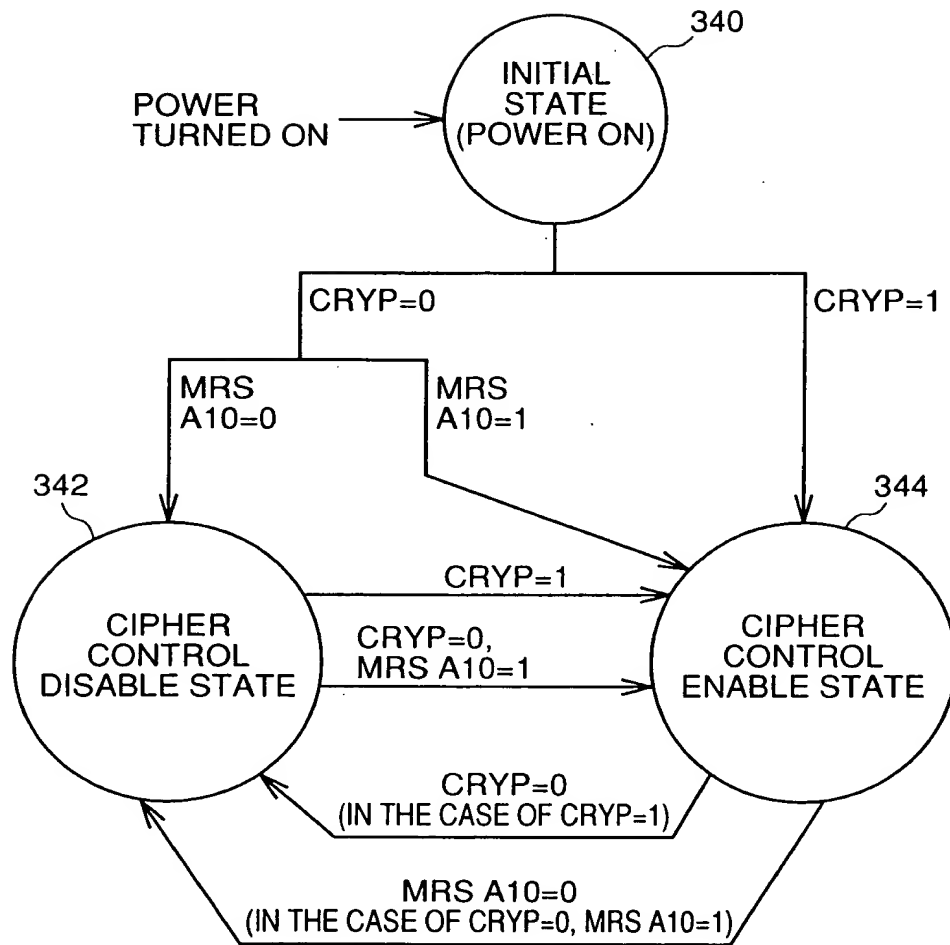 340
INITIAL
STATE
(POWER ON)
POWER
TURNED ON
CRYP=0
CRYP=1
MRS
A10=0
MRS
A10=1
342
344
CIPHER
CONTROL
DISABLE STATE
CRYP=1
CRYP=0,
MRS A10=1
CIPHER
CONTROL
ENABLE STATE
CRYP=0
(IN THE CASE OF CRYP=1)
MRS A10=0
(IN THE CASE OF CRYP=0, MRS A10=1)